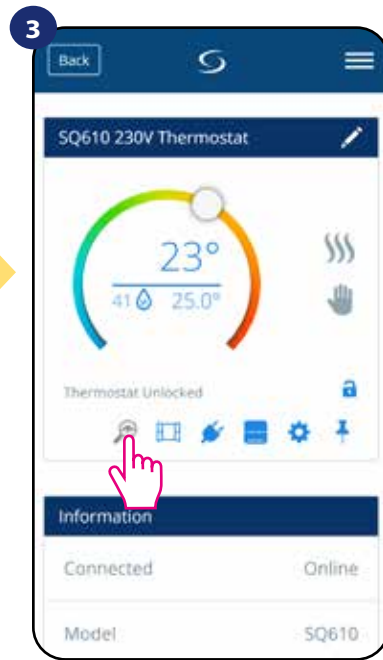 3
Back
SQ610 230V Thermostat
23°
41 25.0°
Thermostat Unlocked
Information
Connected Online
Model SQ610